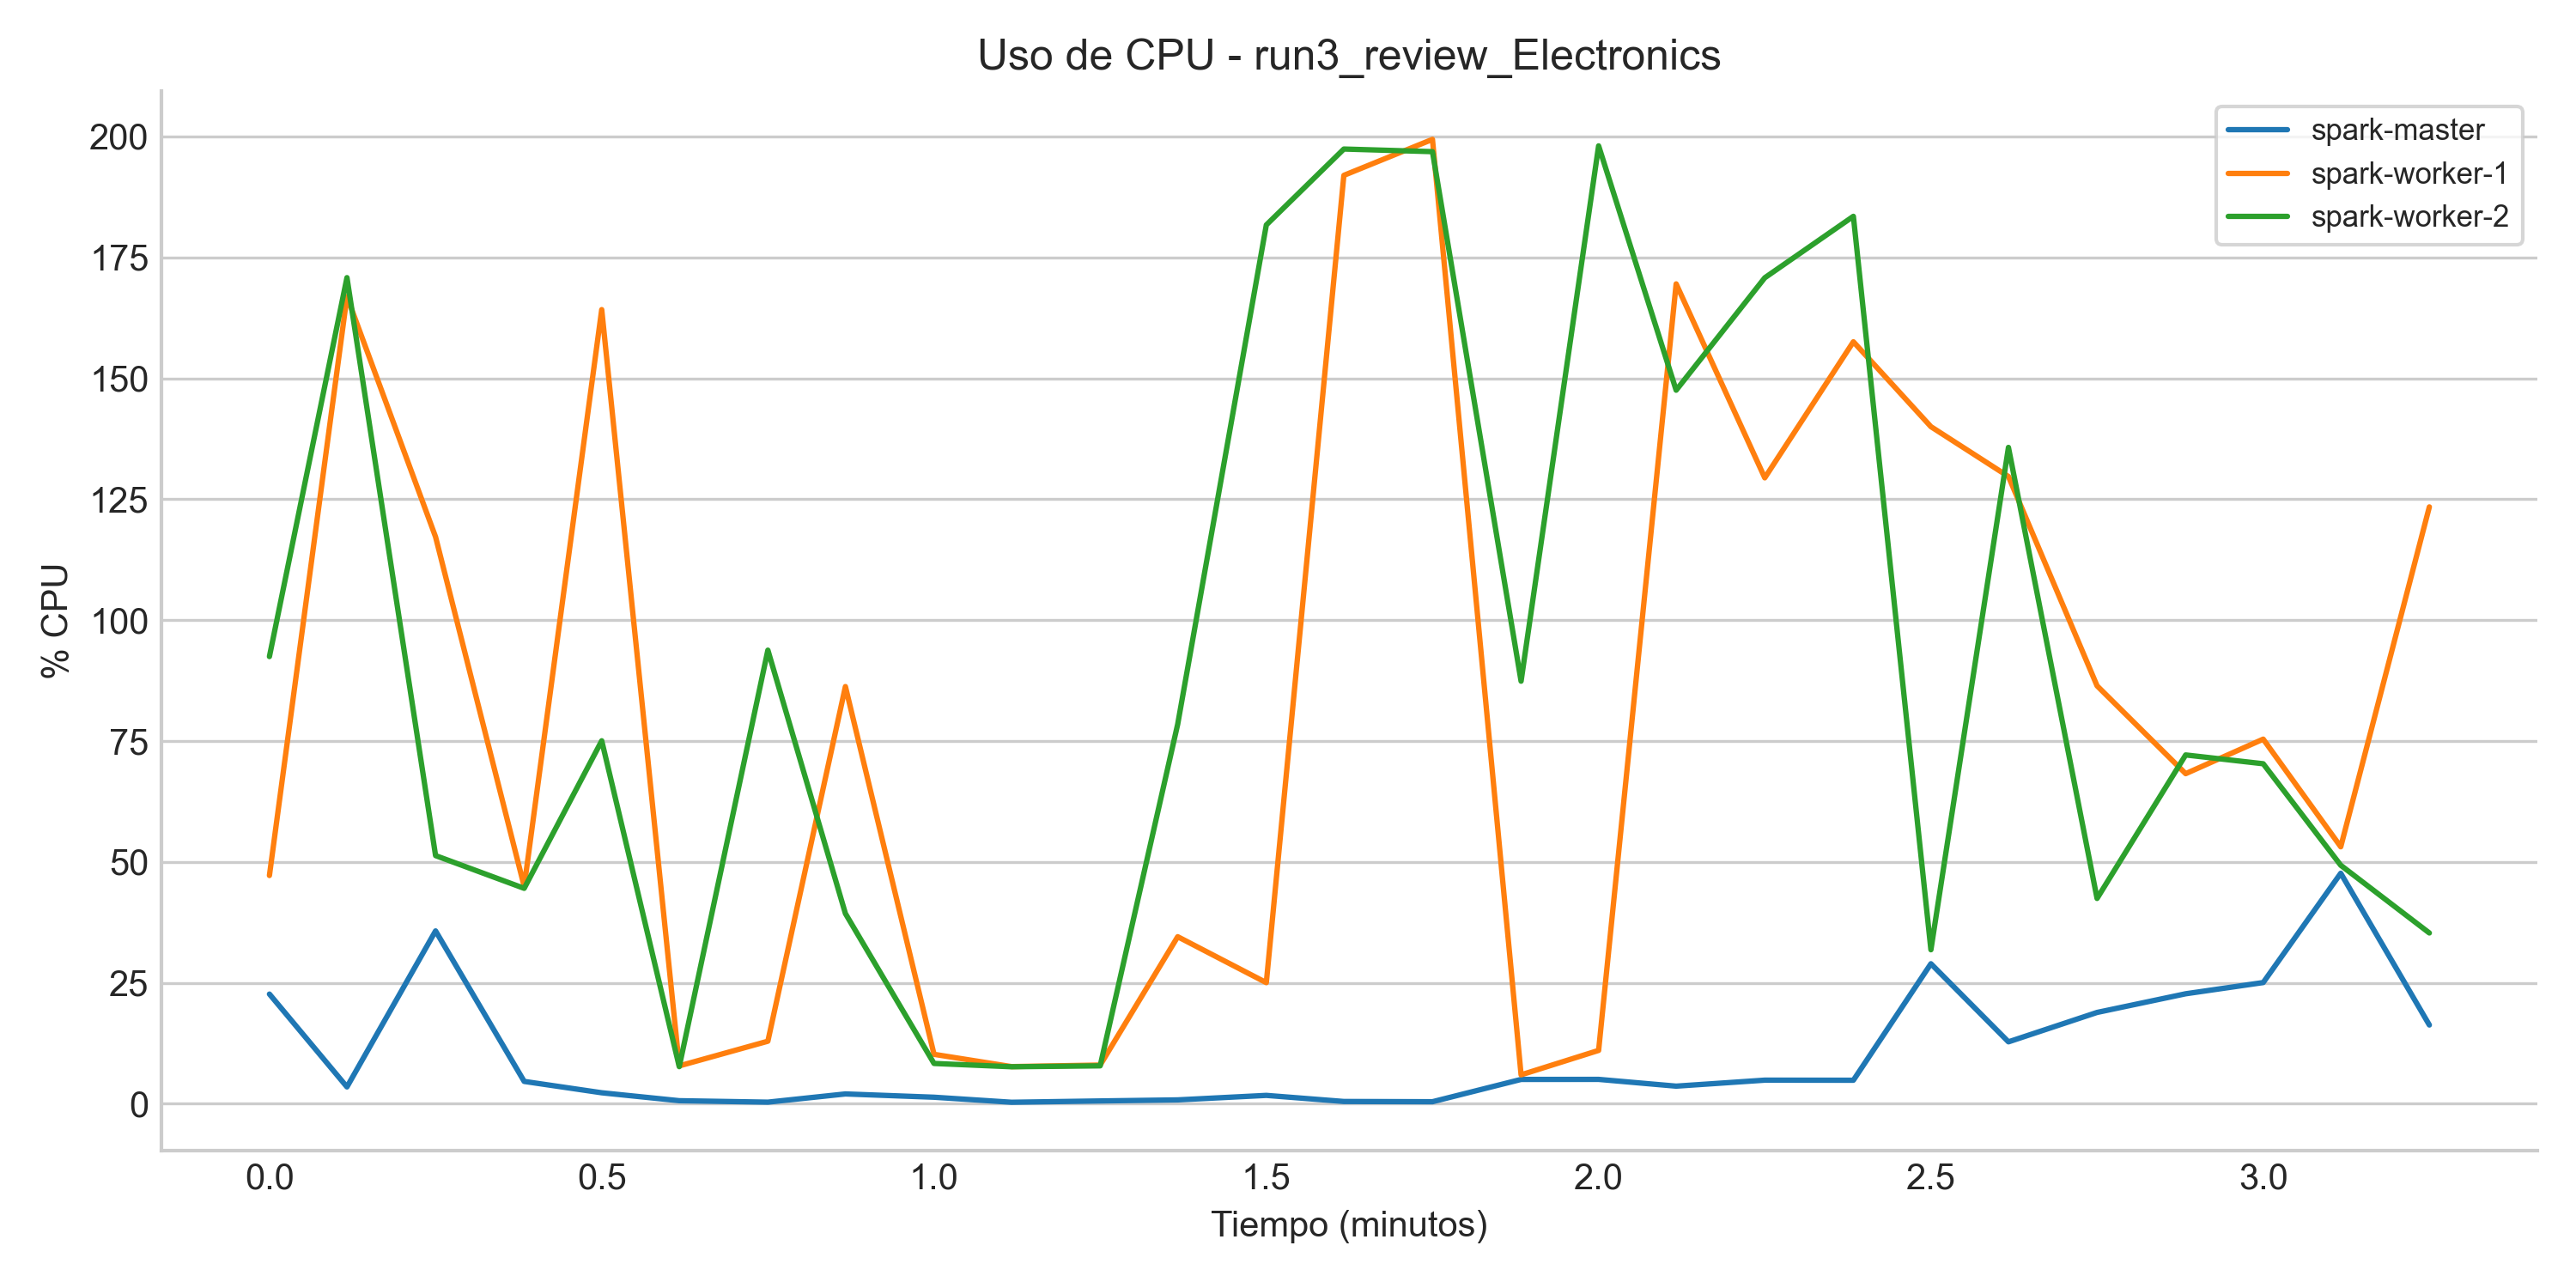 Uso de CPU - run3_review_Electronics
spark-master
spark-worker-1
spark-worker-2
% CPU
200
175
150
125
100
75
50
25
0
0.0 0.5 1.0 1.5 2.0 2.5 3.0
Tiempo (minutos)